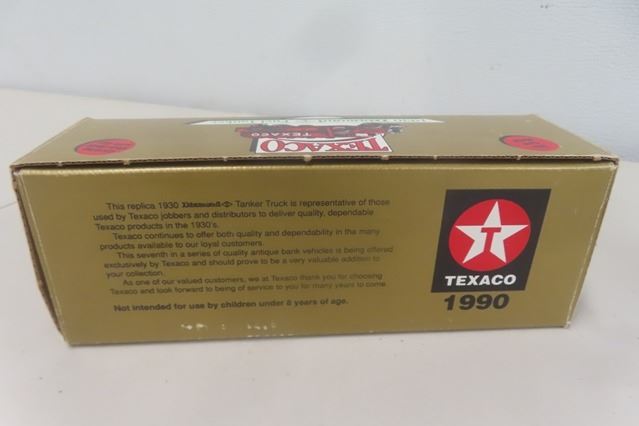 TEXACO
TEXACO
This replica 1930 Diamond T Tanker Truck is representative of those
used by Texaco jobbers and distributors to deliver quality, dependable
Texaco products in the 1930's.
Texaco continues to offer both quality and dependability in the many
products available to our loyal customers.
This seventh in a series of quality antique bank vehicles is being offered
exclusively by Texaco and should prove to be a very valuable addition to
your collection.
As one of our valued customers, we at Texaco thank you for choosing
Texaco and look forward to being of service to you for many years to come.
Not intended for use by children under 8 years of age.
T
TEXACO
1990